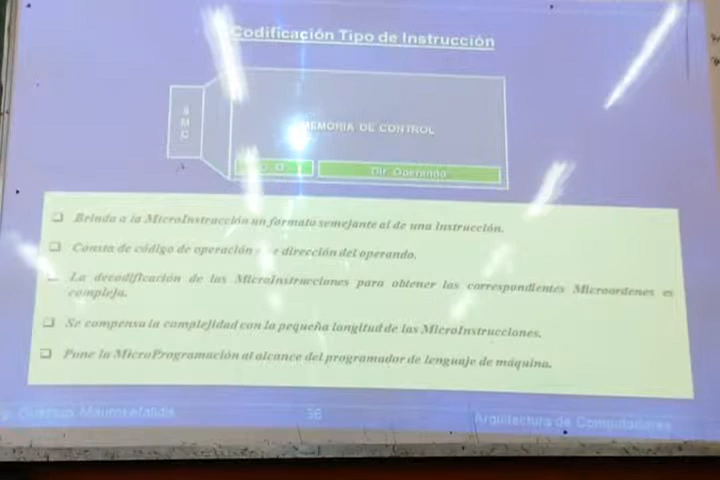 Codificación Tipo de Instrucción
S
M
C
MEMORIA DE CONTROL
C. O.
Dir. Operando
Brinda a la MicroInstrucción un formato semejante al de una instrucción.
Consta de código de operación y de dirección del operando.
La decodificación de las MicroInstrucciones para obtener las correspondientes Microordenes es
compleja.
Se compensa la complejidad con la pequeña longitud de las MicroInstrucciones.
Pone la MicroProgramación al alcance del programador de lenguaje de máquina.
36
Arquitectura de Computadores